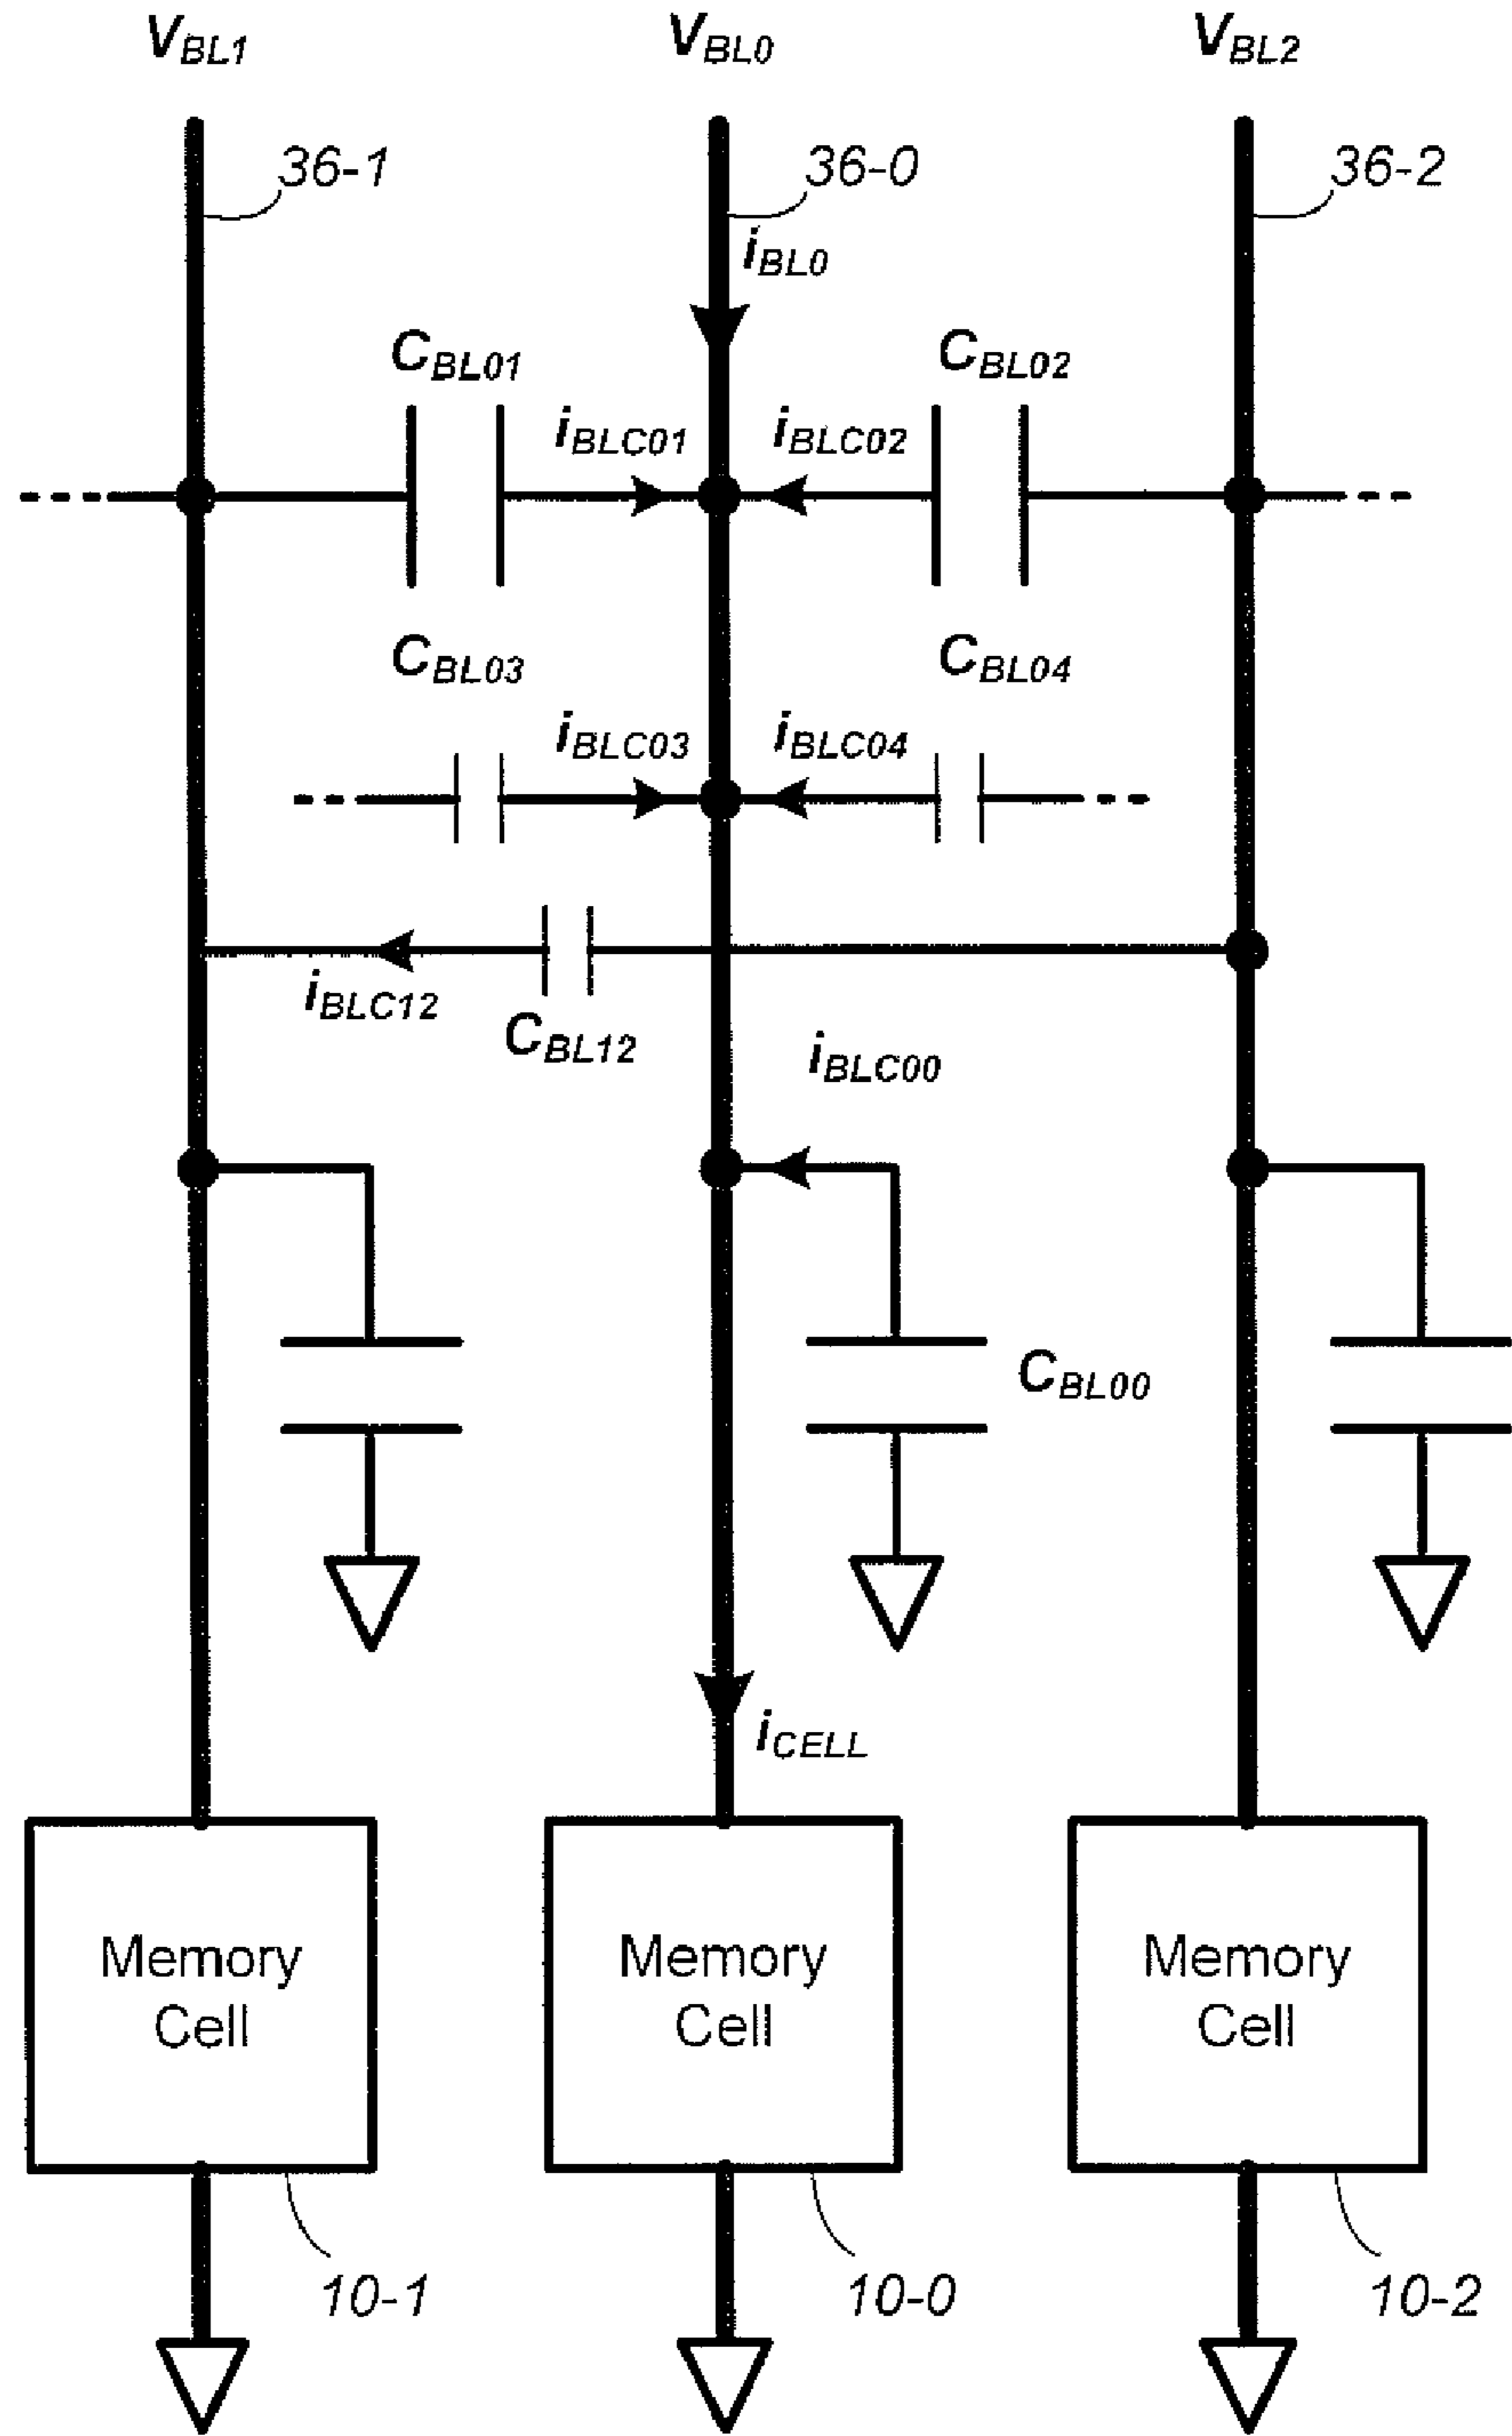 VBL1 VBL0 VBL2
36-1 36-0 36-2
iBL0
CBL01 CBL02
iBLC01 iBLC02
CBL03 CBL04
iBLC03 iBLC04
iBLC12
CBL12
iBLC00
CBL00
iCELL
Memory Cell
Memory Cell
Memory Cell
10-1 10-0 10-2